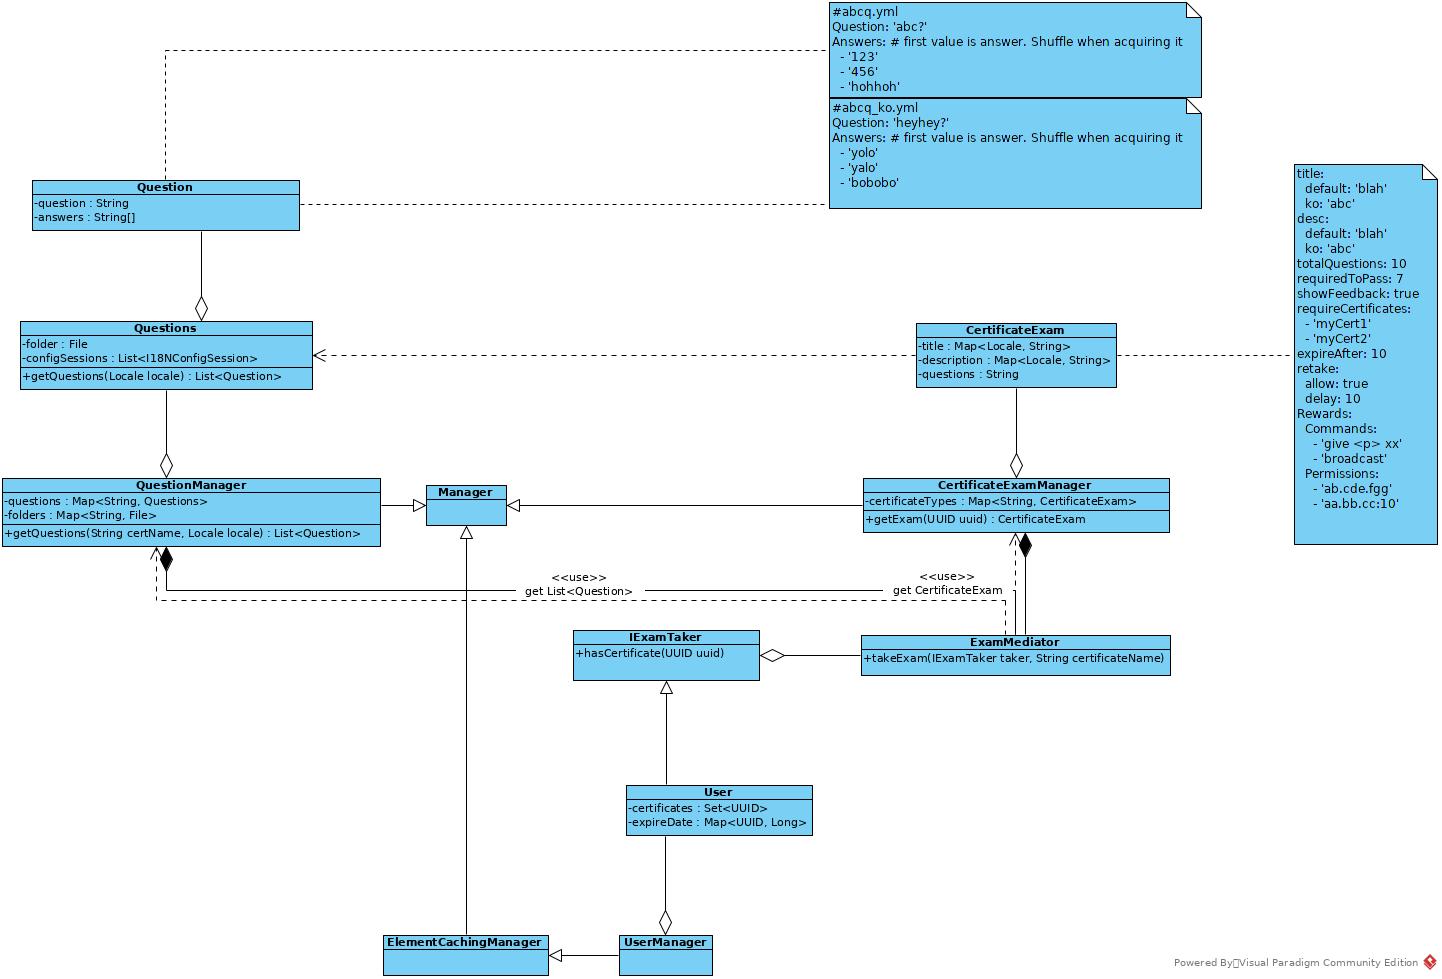 #abcq.yml
Question: 'abc?'
Answers: # first value is answer. Shuffle when acquiring it
- '123'
- '456'
- 'hohhoh'
#abcq_ko.yml
Question: 'heyhey?'
Answers: # first value is answer. Shuffle when acquiring it
- 'yolo'
- 'yalo'
- 'bobobo'
title:
default: 'blah'
ko: 'abc'
desc:
default: 'blah'
ko: 'abc'
totalQuestions: 10
requiredToPass: 7
showFeedback: true
requireCertificates:
- 'myCert1'
- 'myCert2'
expireAfter: 10
retake:
allow: true
delay: 10
Rewards:
Commands:
- 'give <p> xx'
- 'broadcast'
Permissions:
- 'ab.cde.fgg'
- 'aa.bb.cc:10'
Question
-question : String
-answers : String[]
Questions
-folder : File
-configSessions : List<I18NConfigSession>
+getQuestions(Locale locale) : List<Question>
CertificateExam
-title : Map<Locale, String>
-description : Map<Locale, String>
-questions : String
QuestionManager
-questions : Map<String, Questions>
-folders : Map<String, File>
+getQuestions(String certName, Locale locale) : List<Question>
Manager
CertificateExamManager
-certificateTypes : Map<String, CertificateExam>
+getExam(UUID uuid) : CertificateExam
<<use>>
get List<Question>
<<use>>
get CertificateExam
IExamTaker
+hasCertificate(UUID uuid)
ExamMediator
+takeExam(IExamTaker taker, String certificateName)
User
-certificates : Set<UUID>
-expireDate : Map<UUID, Long>
ElementCachingManager
UserManager
Powered By Visual Paradigm Community Edition